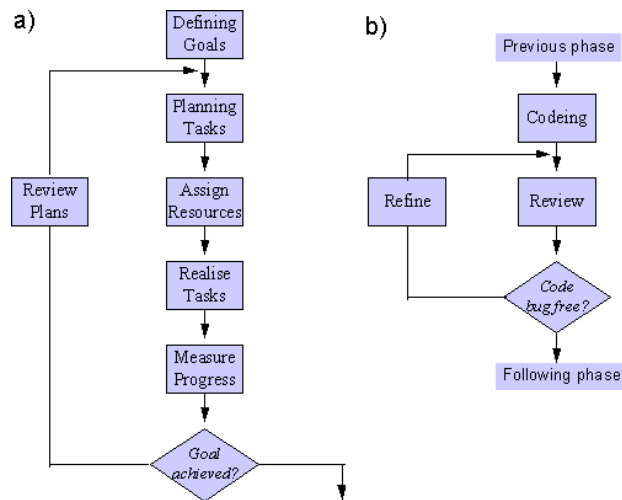 a)
Defining
Goals
Planning
Tasks
Assign
Resources
Realise
Tasks
Measure
Progress
Goal
achieved?
Review
Plans
b)
Previous phase
Codeing
Review
Code
bug free?
Refine
Following phase